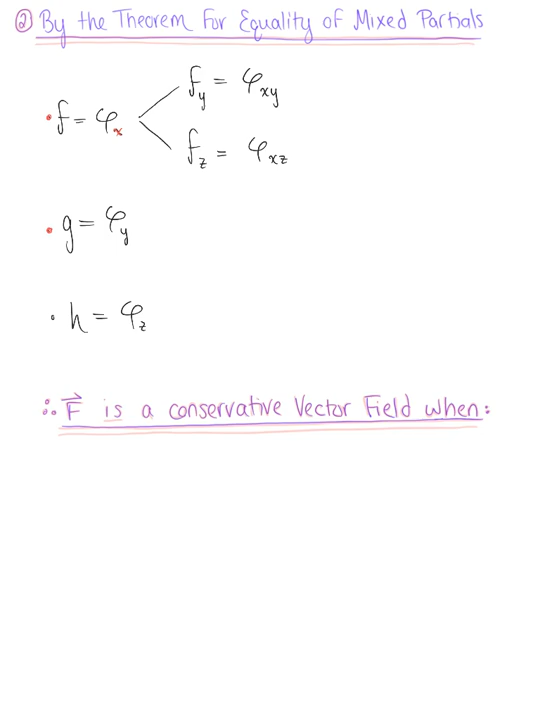 ② By the Theorem For Equality of Mixed Partials
f_y = φ_xy
• f = φ_x
f_z = φ_xz
• g = φ_y
• h = φ_z
∴ F⃗ is a conservative Vector Field when: